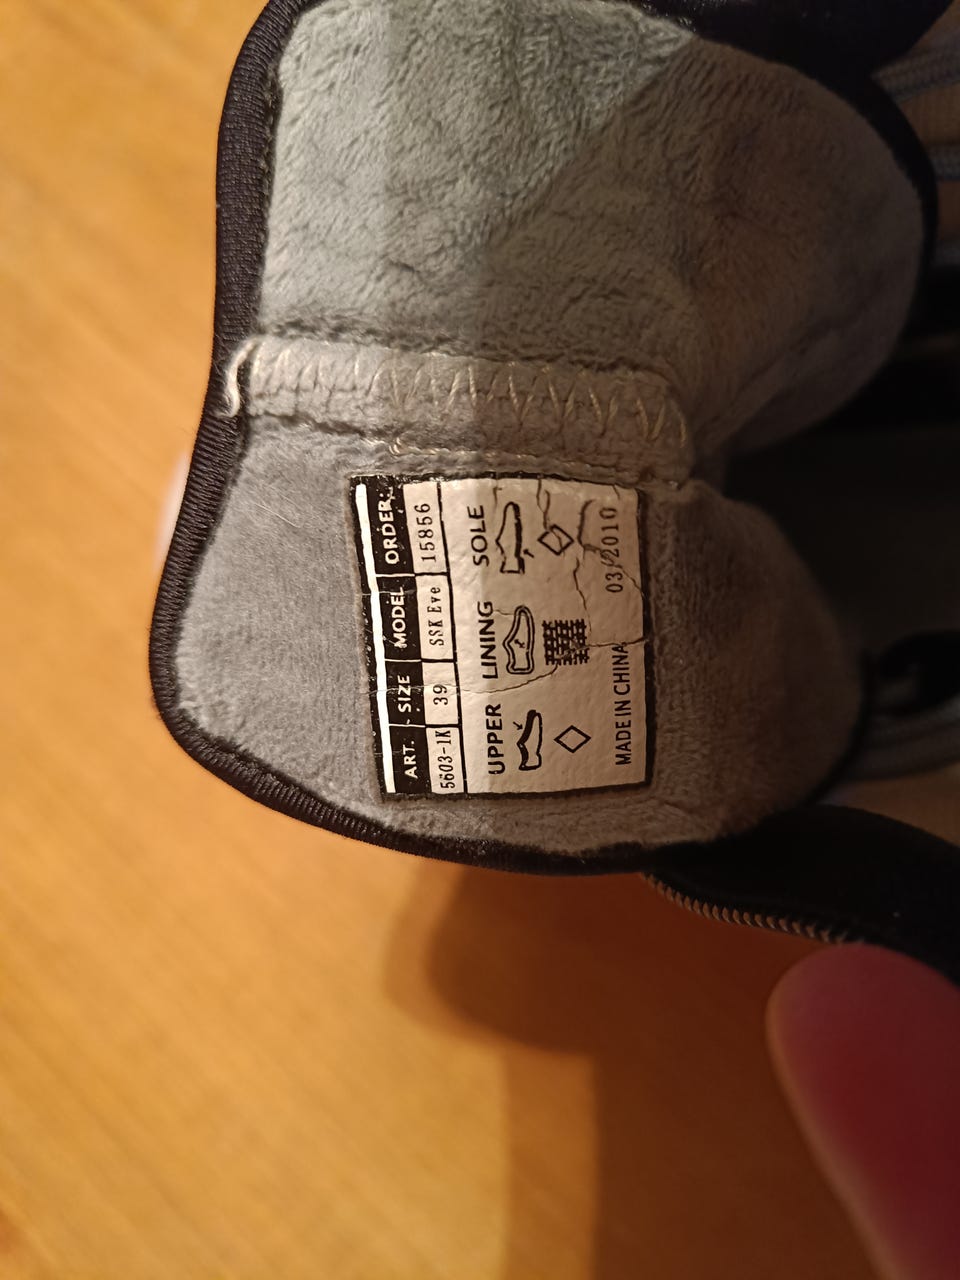 ART. SIZE MODEL ORDER:
5603-1K 39 SSK Eve 15856
UPPER LINING SOLE
MADE IN CHINA 03/2010